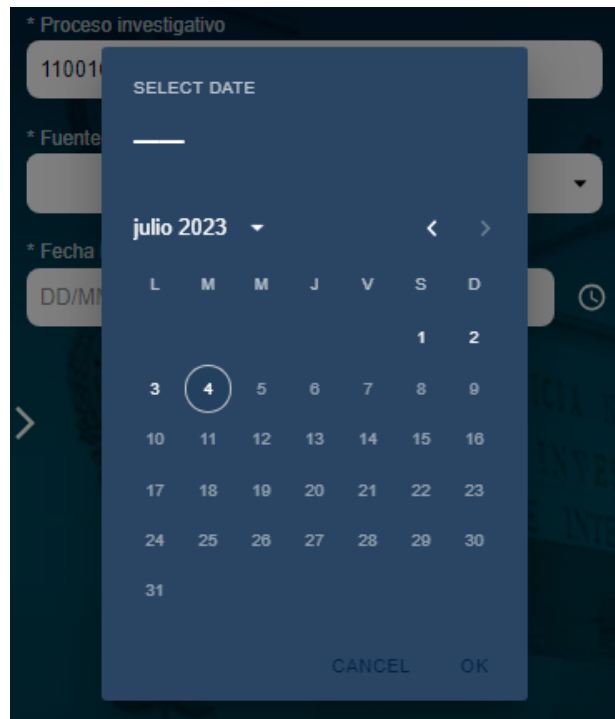 * Proceso investigativo
11001
SELECT DATE
* Fuente
julio 2023
* Fecha
DD/M
L M M J V S D
1 2
3 4 5 6 7 8 9
10 11 12 13 14 15 16
17 18 19 20 21 22 23
24 25 26 27 28 29 30
31
CANCEL OK